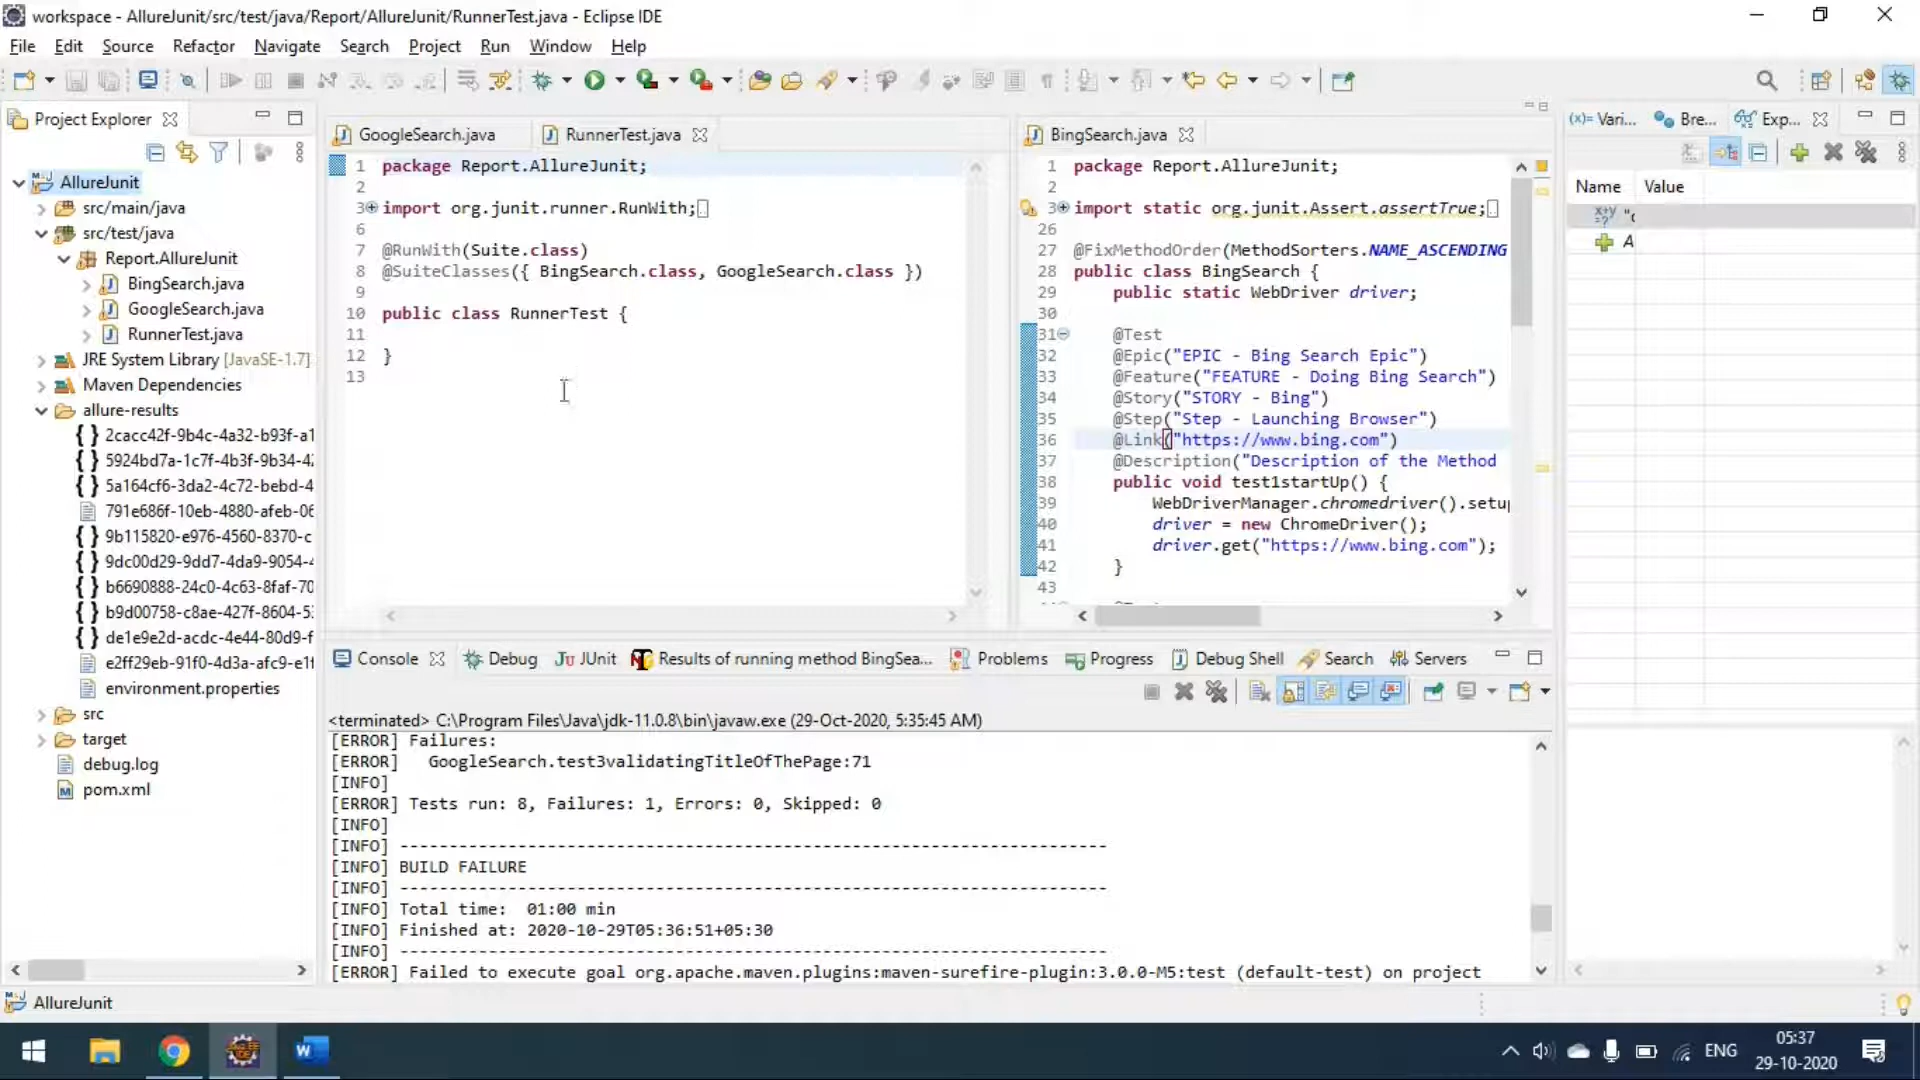 workspace - AllureJunit/src/test/java/Report/AllureJunit/RunnerTest.java - Eclipse IDE
File Edit Source Refactor Navigate Search Project Run Window Help
Project Explorer
AllureJunit
src/main/java
src/test/java
Report.AllureJunit
BingSearch.java
GoogleSearch.java
RunnerTest.java
JRE System Library [JavaSE-1.7]
Maven Dependencies
allure-results
2cacc42f-9b4c-4a32-b93f-a1
5924bd7a-1c7f-4b3f-9b34-42
5a164cf6-3da2-4c72-bebd-4
791e686f-10eb-4880-afeb-06
9b115820-e976-4560-8370-c
9dc00d29-9dd7-4da9-9054-4
b6690888-24c0-4c63-8faf-70
b9d00758-c8ae-427f-8604-5
de1e9e2d-acdc-4e44-80d9-f
e2ff29eb-91f0-4d3a-afc9-e1f
environment.properties
src
target
debug.log
pom.xml
GoogleSearch.java RunnerTest.java
1 package Report.AllureJunit;
2
3 import org.junit.runner.RunWith;
6
7 @RunWith(Suite.class)
8 @SuiteClasses({ BingSearch.class, GoogleSearch.class })
9
10 public class RunnerTest {
11
12 }
13
BingSearch.java
1 package Report.AllureJunit;
2
3 import static org.junit.Assert.assertTrue;
26
27 @FixMethodOrder(MethodSorters.NAME_ASCENDING
28 public class BingSearch {
29 public static WebDriver driver;
30
31 @Test
32 @Epic("EPIC - Bing Search Epic")
33 @Feature("FEATURE - Doing Bing Search")
34 @Story("STORY - Bing")
35 @Step("Step - Launching Browser")
36 @Link("https://www.bing.com")
37 @Description("Description of the Method
38 public void test1startUp() {
39 WebDriverManager.chromedriver().setup
40 driver = new ChromeDriver();
41 driver.get("https://www.bing.com");
42 }
43
(x)= Vari... Bre... Exp...
Name Value
Console Debug JUnit Results of running method BingSea... Problems Progress Debug Shell Search Servers
<terminated> C:\Program Files\Java\jdk-11.0.8\bin\javaw.exe (29-Oct-2020, 5:35:45 AM)
[ERROR] Failures:
[ERROR] GoogleSearch.test3validatingTitleOfThePage:71
[INFO]
[ERROR] Tests run: 8, Failures: 1, Errors: 0, Skipped: 0
[INFO]
[INFO] ------------------------------------------------------------------------
[INFO] BUILD FAILURE
[INFO] ------------------------------------------------------------------------
[INFO] Total time: 01:00 min
[INFO] Finished at: 2020-10-29T05:36:51+05:30
[INFO] ------------------------------------------------------------------------
[ERROR] Failed to execute goal org.apache.maven.plugins:maven-surefire-plugin:3.0.0-M5:test (default-test) on project
AllureJunit
ENG
05:37
29-10-2020